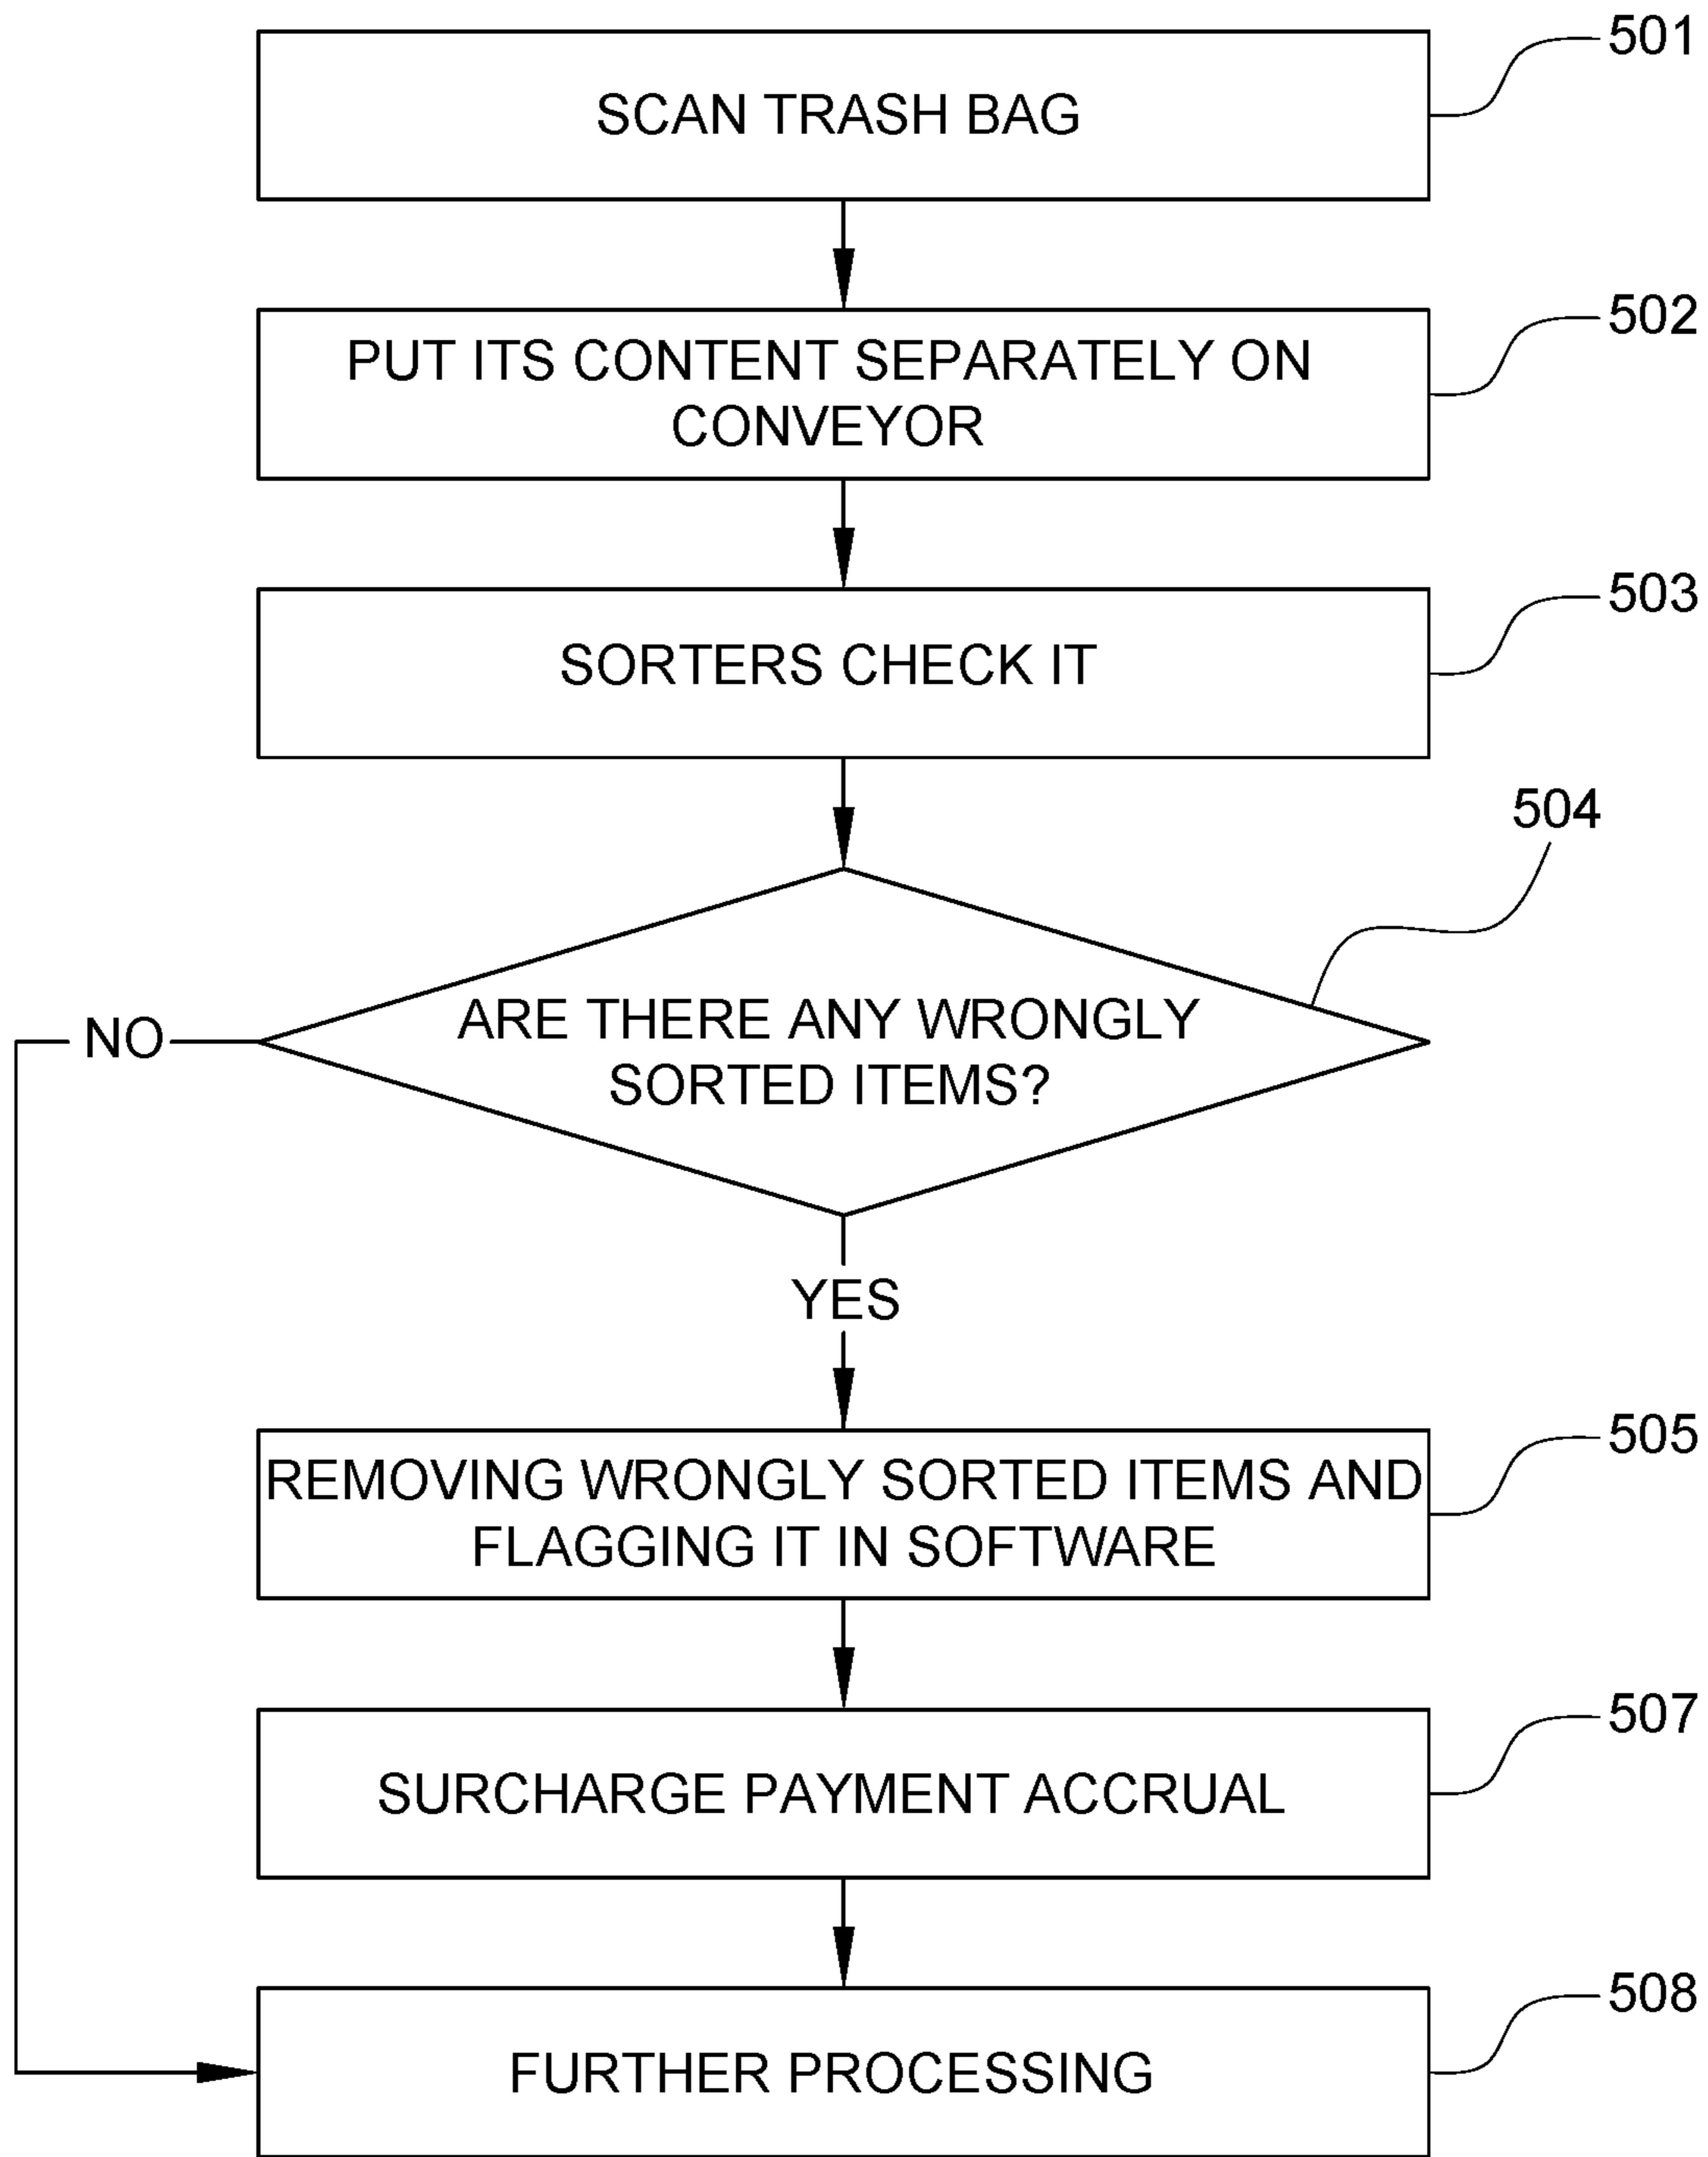 501
SCAN TRASH BAG
502
PUT ITS CONTENT SEPARATELY ON
CONVEYOR
503
SORTERS CHECK IT
504
ARE THERE ANY WRONGLY
SORTED ITEMS?
NO
YES
505
REMOVING WRONGLY SORTED ITEMS AND
FLAGGING IT IN SOFTWARE
507
SURCHARGE PAYMENT ACCRUAL
508
FURTHER PROCESSING